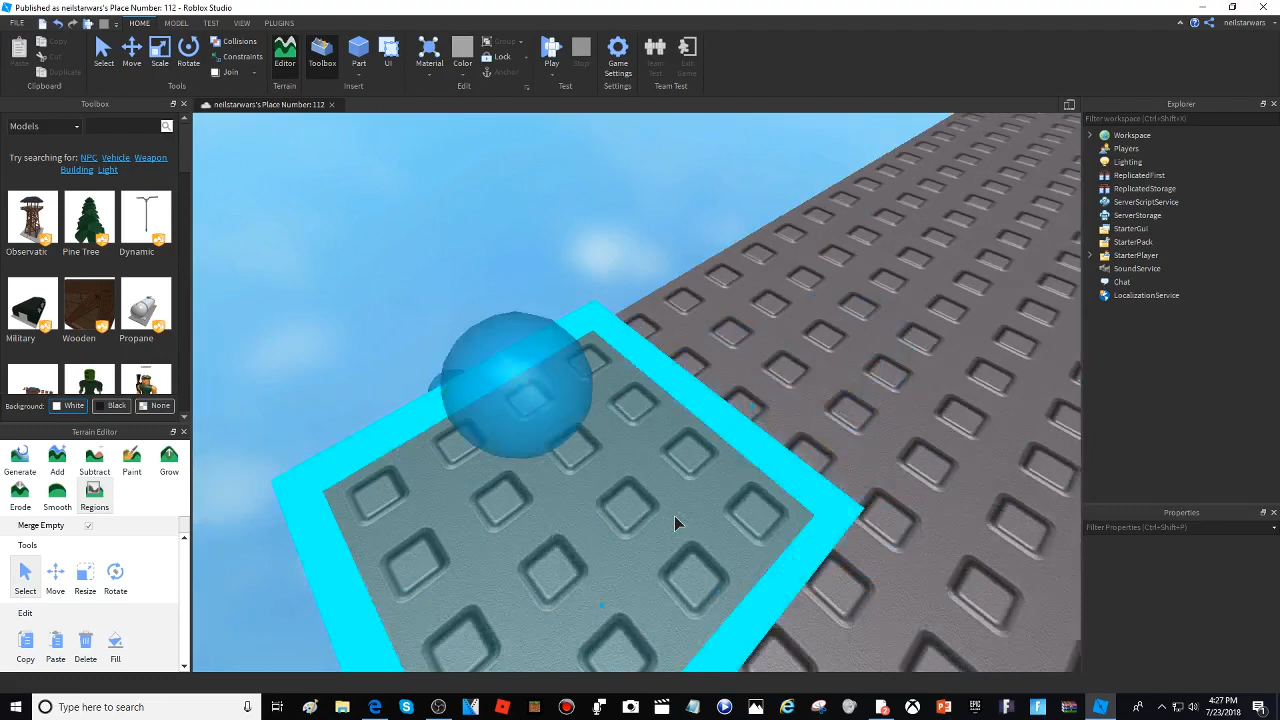 Published as neilstarwars's Place Number: 112 - Roblox Studio
FILE HOME MODEL TEST VIEW PLUGINS neilstarwars
Paste Copy Cut Duplicate Select Move Scale Rotate Collisions Constraints Join Editor Toolbox Part UI Material Color Group Lock Anchor Play Stop Game Settings Team Test Exit Game
Clipboard Tools Terrain Insert Edit Test Settings Team Test
Toolbox
neilstarwars's Place Number: 112
Models
Try searching for: NPC Vehicle Weapon
Building Light
Observatic Pine Tree Dynamic
Military Wooden Propane
Background: White Black None
Terrain Editor
Generate Add Subtract Paint Grow
Erode Smooth Regions
Merge Empty
Tools
Select Move Resize Rotate
Edit
Copy Paste Delete Fill
Explorer
Filter workspace (Ctrl+Shift+X)
Workspace
Players
Lighting
ReplicatedFirst
ReplicatedStorage
ServerScriptService
ServerStorage
StarterGui
StarterPack
StarterPlayer
SoundService
Chat
LocalizationService
Properties
Filter Properties (Ctrl+Shift+P)
Type here to search
4:27 PM
7/23/2018